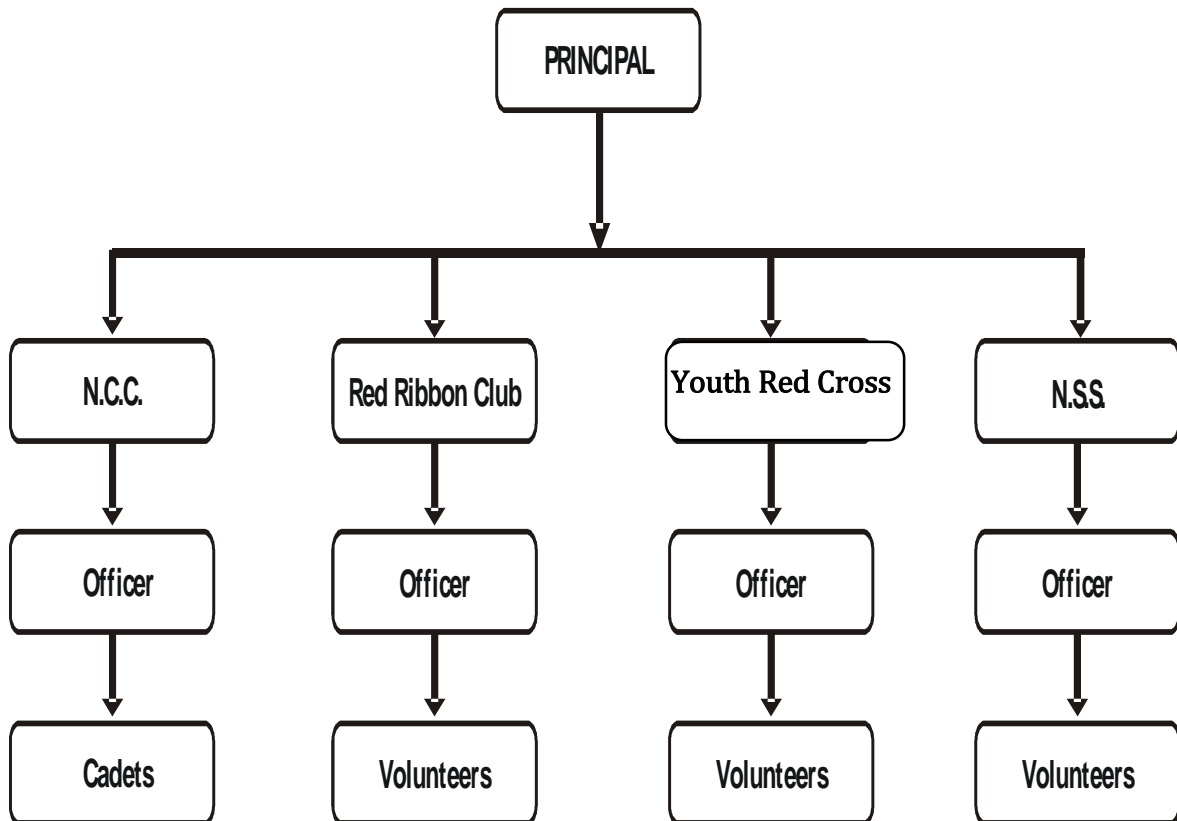 PRINCIPAL
N.C.C.
Red Ribbon Club
Youth Red Cross
N.S.S.
Officer
Officer
Officer
Officer
Cadets
Volunteers
Volunteers
Volunteers